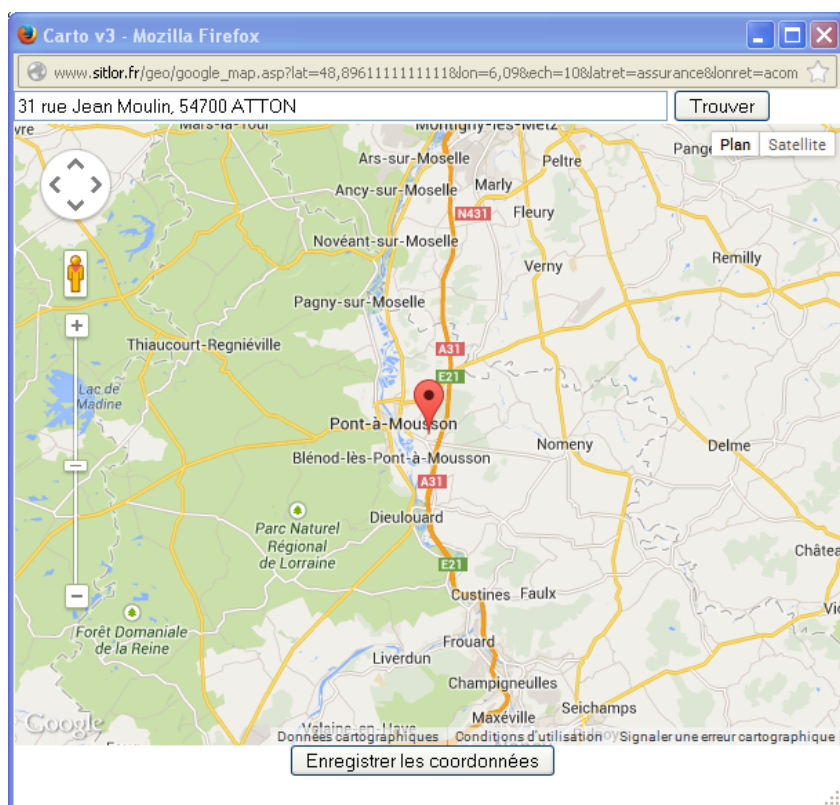 Carto v3 - Mozilla Firefox
www.sitlor.fr/geo/google_map.asp?lat=48,8961111111111&lon=6,09&ech=10&latret=assurance&lonret=acom
31 rue Jean Moulin, 54700 ATTON
Trouver
Mars-la-Tour
Montigny-lès-Metz
Plan
Satellite
Ars-sur-Moselle
Peltre
Ancy-sur-Moselle
Marly
N431
Fleury
Novéant-sur-Moselle
Verny
Remilly
Pagny-sur-Moselle
Thiaucourt-Regniéville
A31
E21
Lac de
Madine
Pont-à-Mousson
Nomeny
Delme
Blénod-lès-Pont-à-Mousson
A31
Parc Naturel
Régional
de Lorraine
Dieulouard
E21
Custines
Faulx
Forêt Domaniale
de la Reine
Frouard
Liverdun
Champigneulles
Seichamps
Maxéville
Google
Données cartographiques
Conditions d'utilisation
Signaler une erreur cartographique
Enregistrer les coordonnées